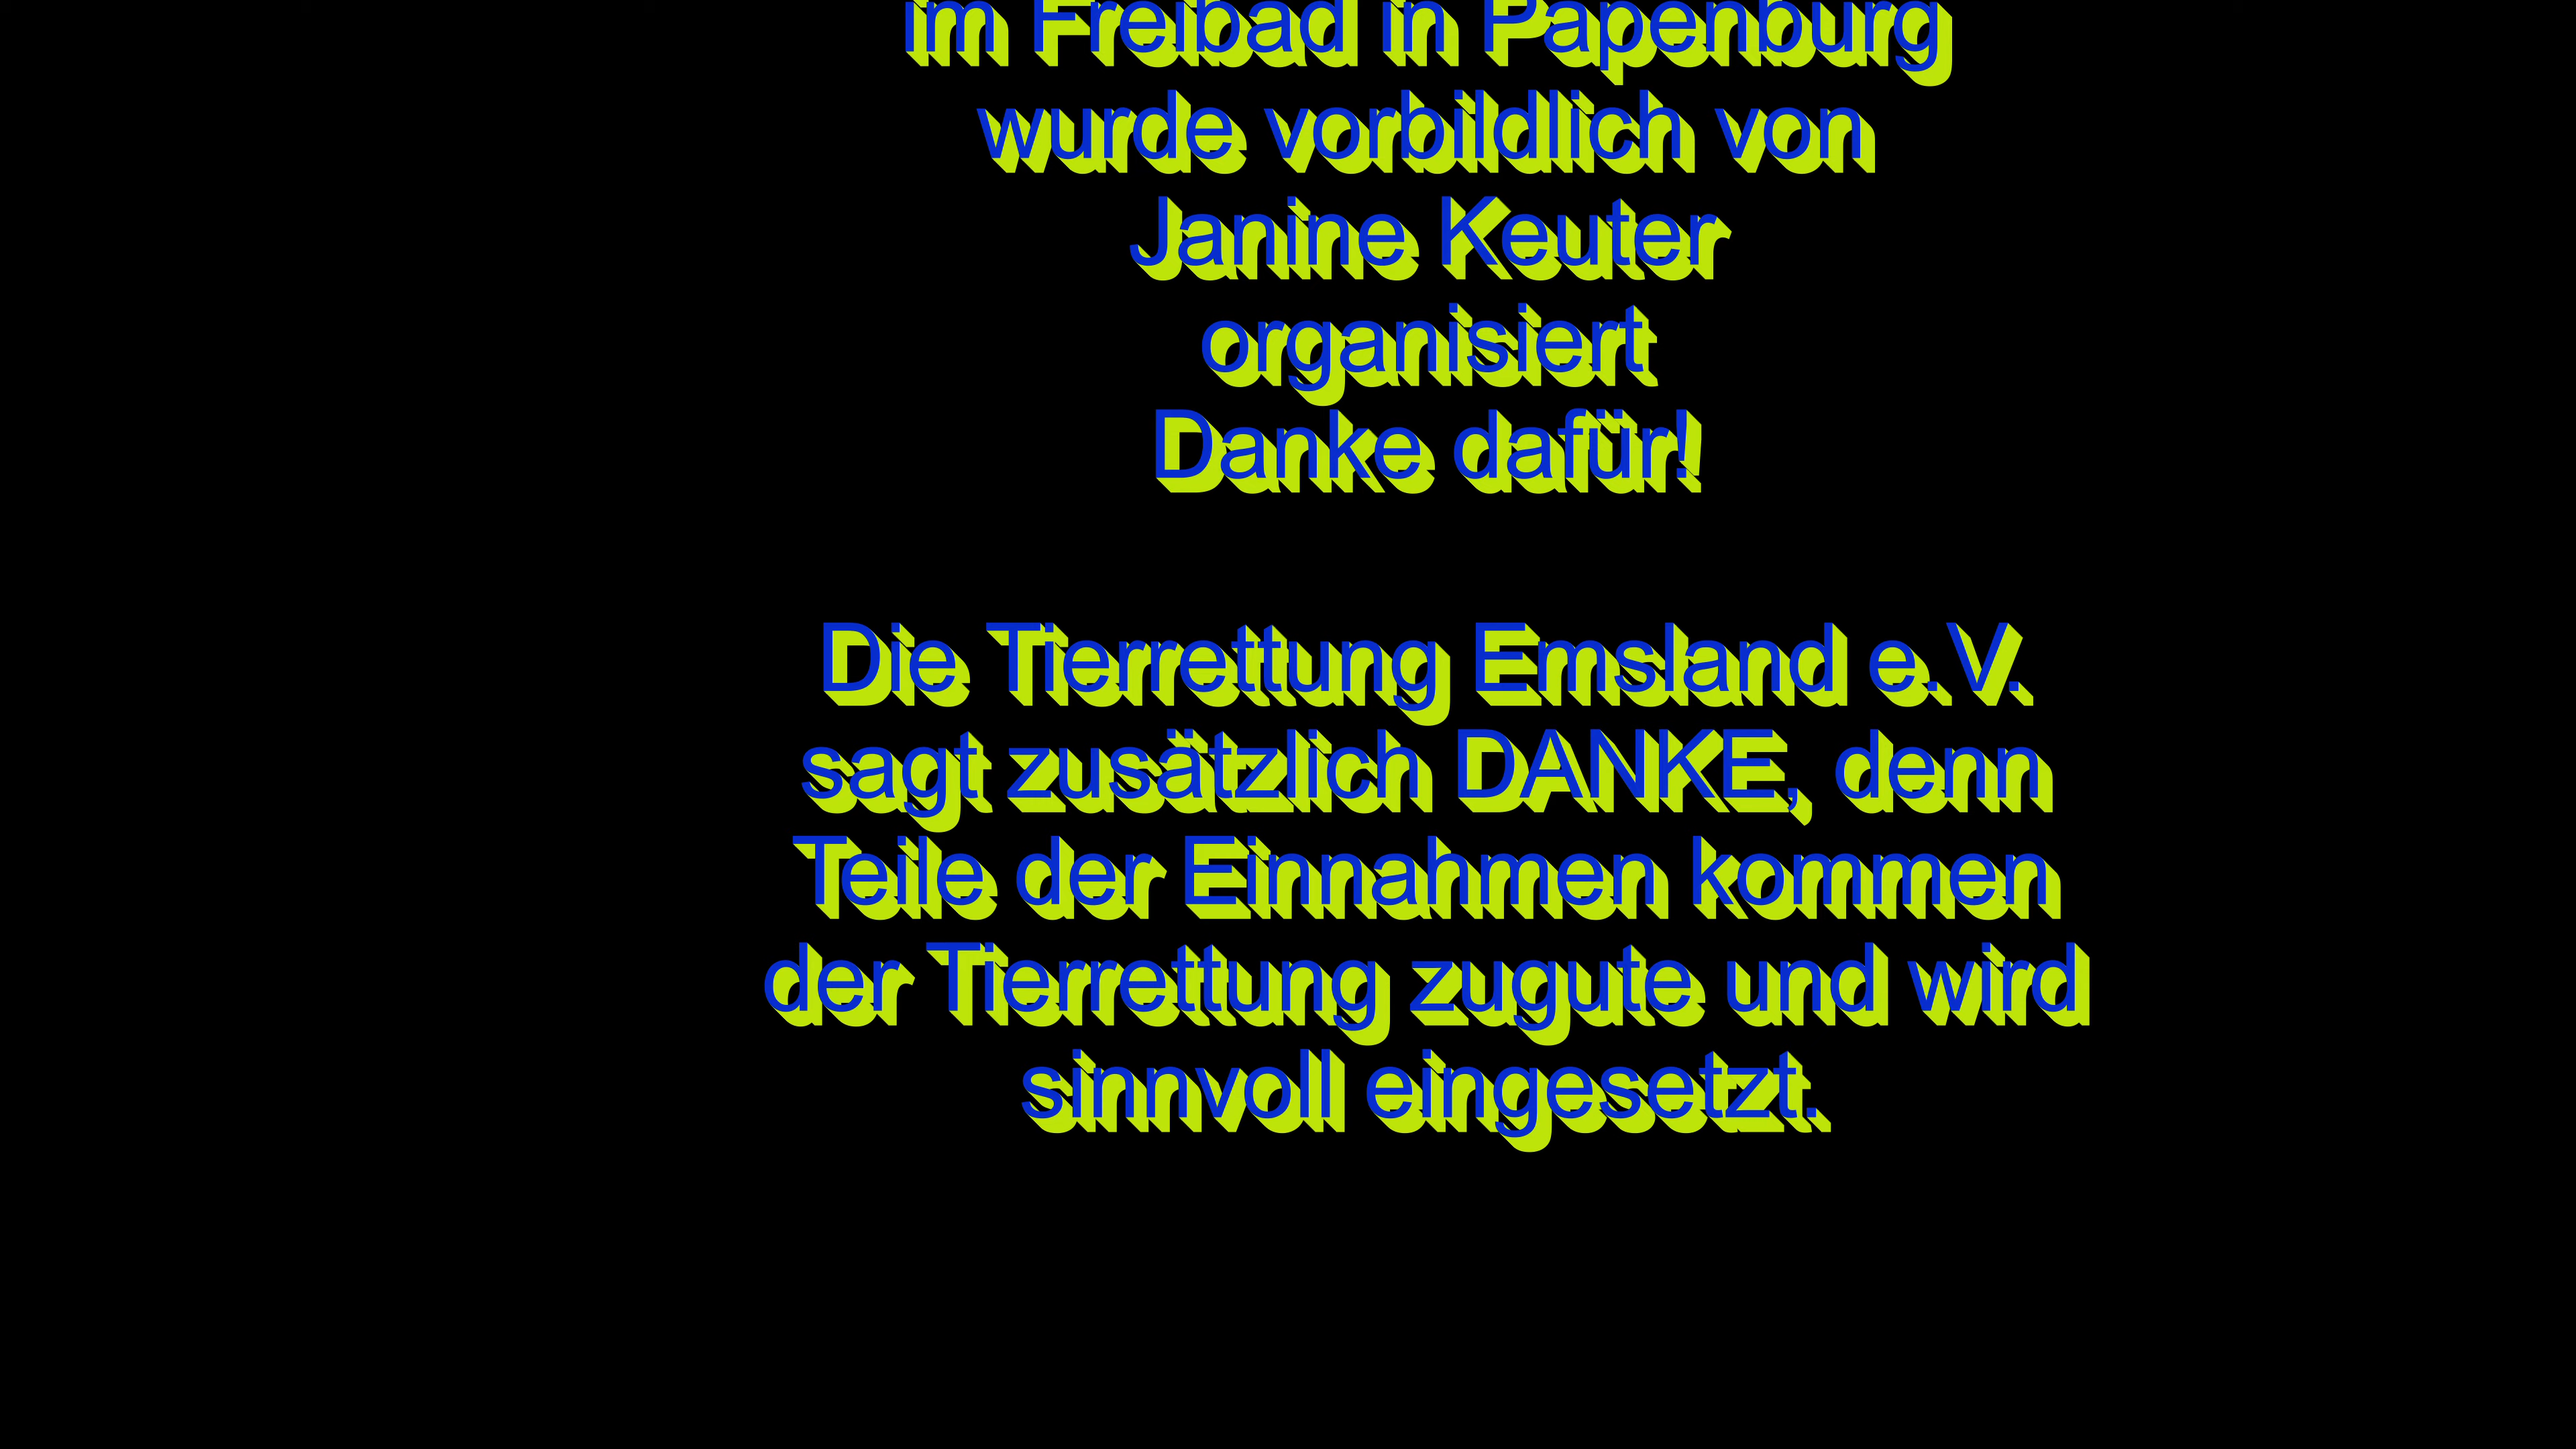 im Freibad in Papenburg
wurde vorbildlich von
Janine Keuter
organisiert
Danke dafür!
Die Tierrettung Emsland e.V.
sagt zusätzlich DANKE, denn
Teile der Einnahmen kommen
der Tierrettung zugute und wird
sinnvoll eingesetzt.